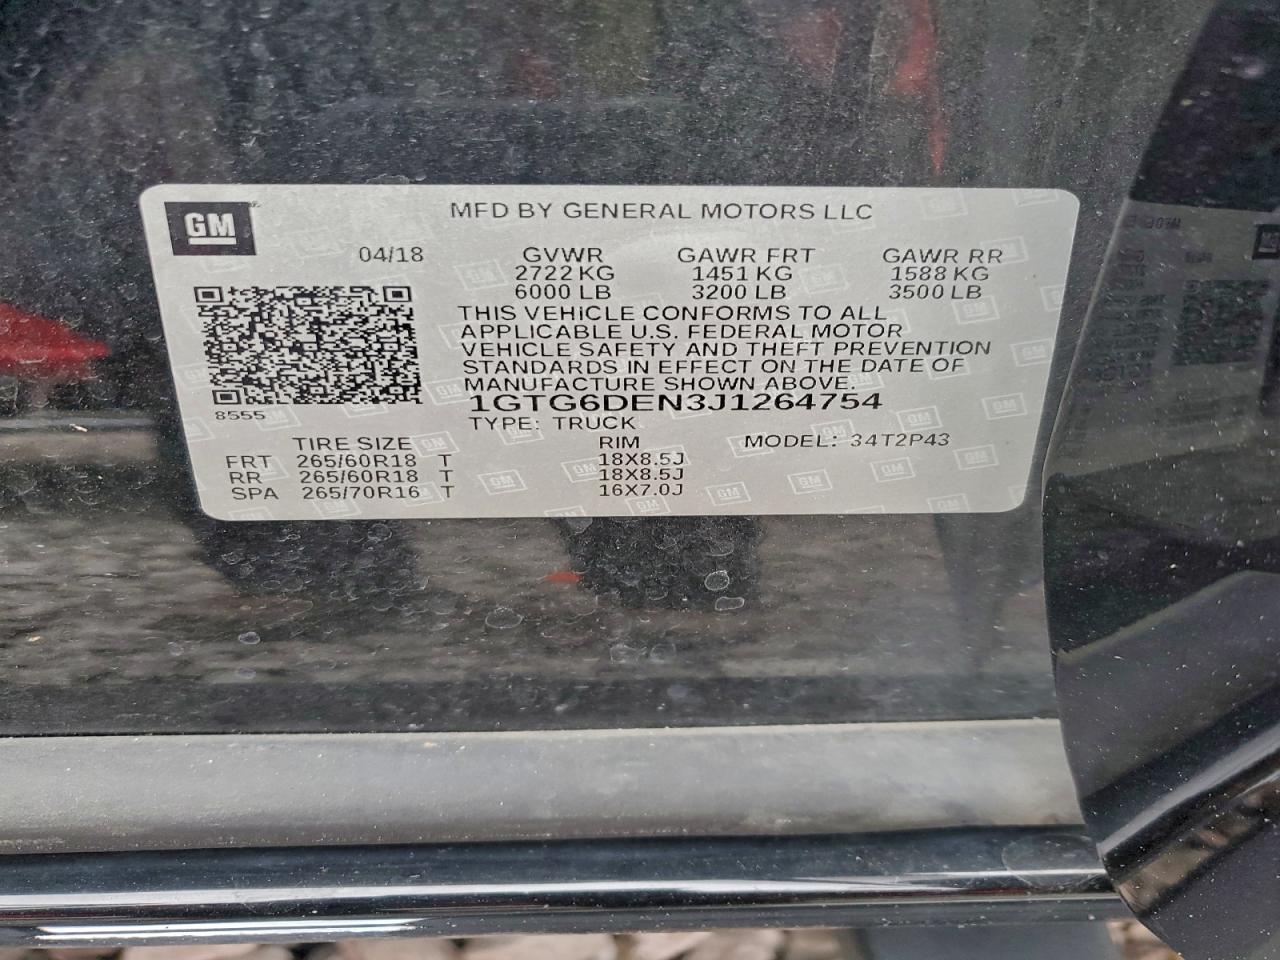 GM
MFD BY GENERAL MOTORS LLC
04/18 GVWR GAWR FRT GAWR RR
2722 KG 1451 KG 1588 KG
6000 LB 3200 LB 3500 LB
THIS VEHICLE CONFORMS TO ALL
APPLICABLE U.S. FEDERAL MOTOR
VEHICLE SAFETY AND THEFT PREVENTION
STANDARDS IN EFFECT ON THE DATE OF
MANUFACTURE SHOWN ABOVE.
8555
1GTG6DEN3J1264754
TYPE: TRUCK
TIRE SIZE RIM MODEL: 34T2P43
FRT 265/60R18 T 18X8.5J
RR 265/60R18 T 18X8.5J
SPA 265/70R16 T 16X7.0J